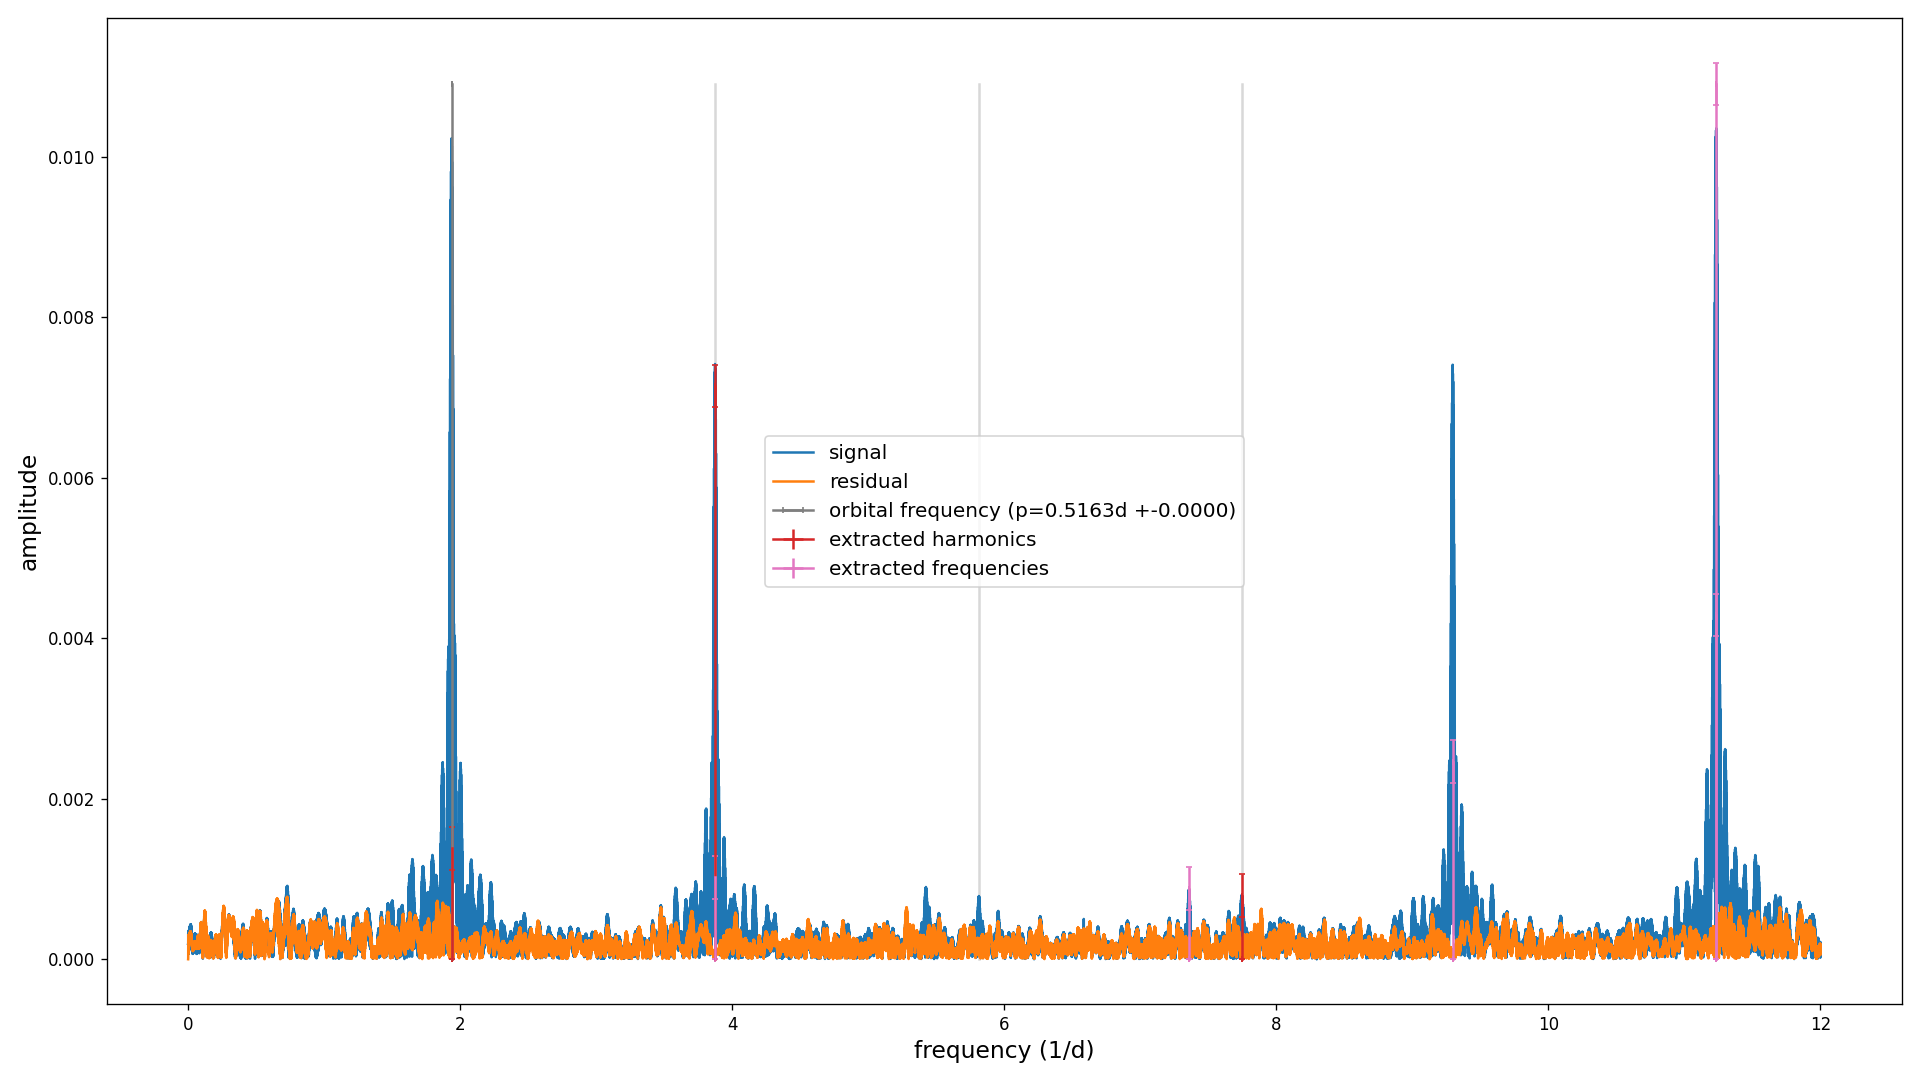 0.010
0.008
0.006
0.004
0.002
0.000
amplitude
signal
residual
orbital frequency (p=0.5163d +-0.0000)
extracted harmonics
extracted frequencies
0 2 4 6 8 10 12
frequency (1/d)